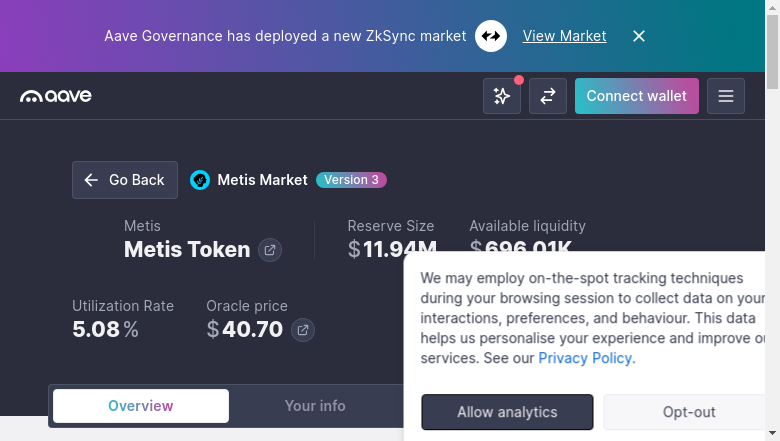 Aave Governance has deployed a new ZkSync market View Market
aave
Connect wallet
Go Back
Metis Market
Version 3
Metis
Metis Token
Reserve Size
$11.94M
Available liquidity
$696.01K
Utilization Rate
5.08%
Oracle price
$40.70
We may employ on-the-spot tracking techniques
during your browsing session to collect data on your
interactions, preferences, and behaviour. This data
helps us personalise your experience and improve ou
services. See our Privacy Policy.
Allow analytics
Opt-out
Overview
Your info